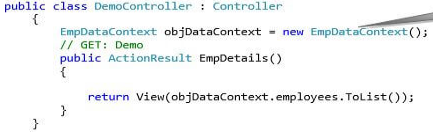 public class DemoController : Controller
{
EmpDataContext objDataContext = new EmpDataContext();
// GET: Demo
public ActionResult EmpDetails()
{
return View(objDataContext.employees.ToList());
}
}